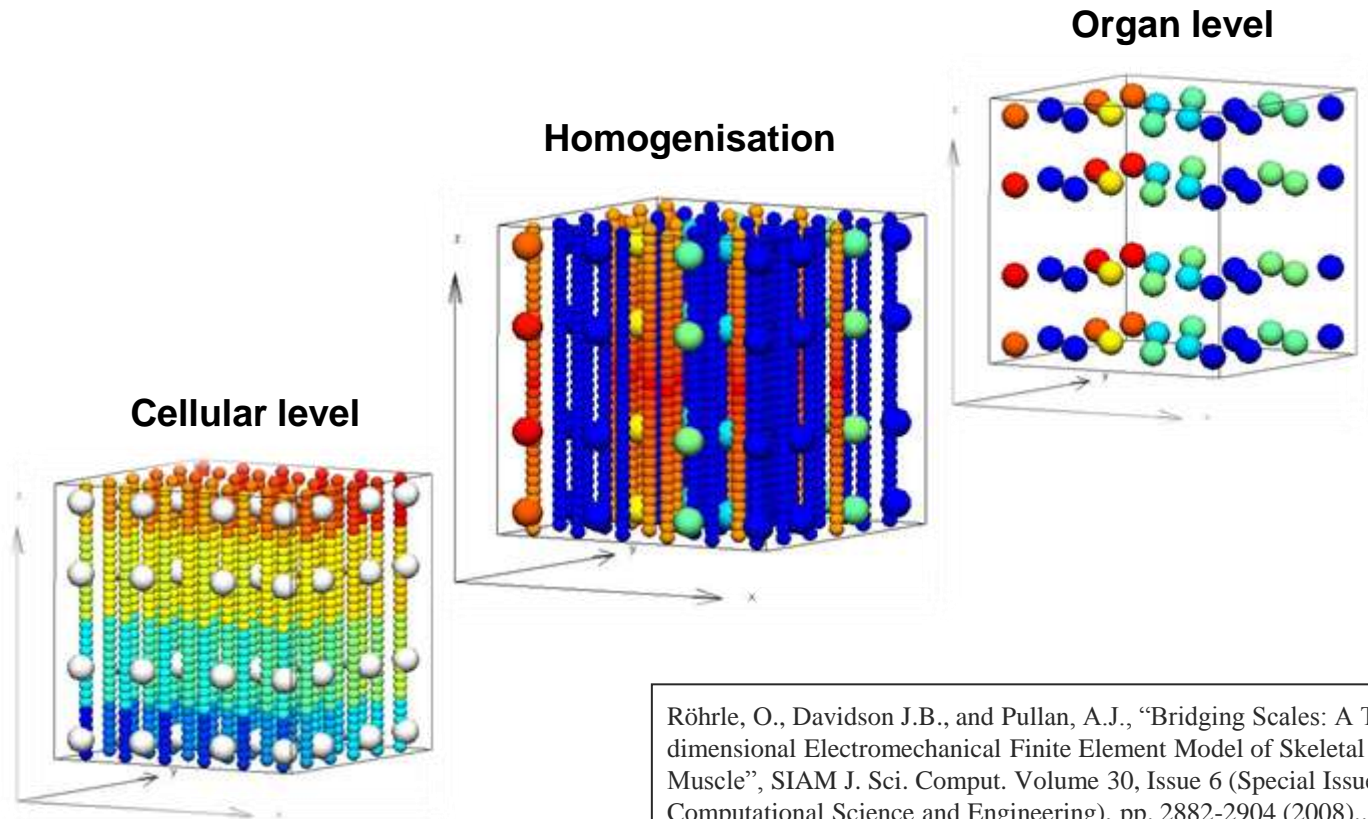 Organ level
Homogenisation
Cellular level
z
y
z
y
x
z
y
Röhrle, O., Davidson J.B., and Pullan, A.J., “Bridging Scales: A
dimensional Electromechanical Finite Element Model of Skeletal
Muscle”, SIAM J. Sci. Comput. Volume 30, Issue 6 (Special Issue
Computational Science and Engineering), pp. 2882-2904 (2008).